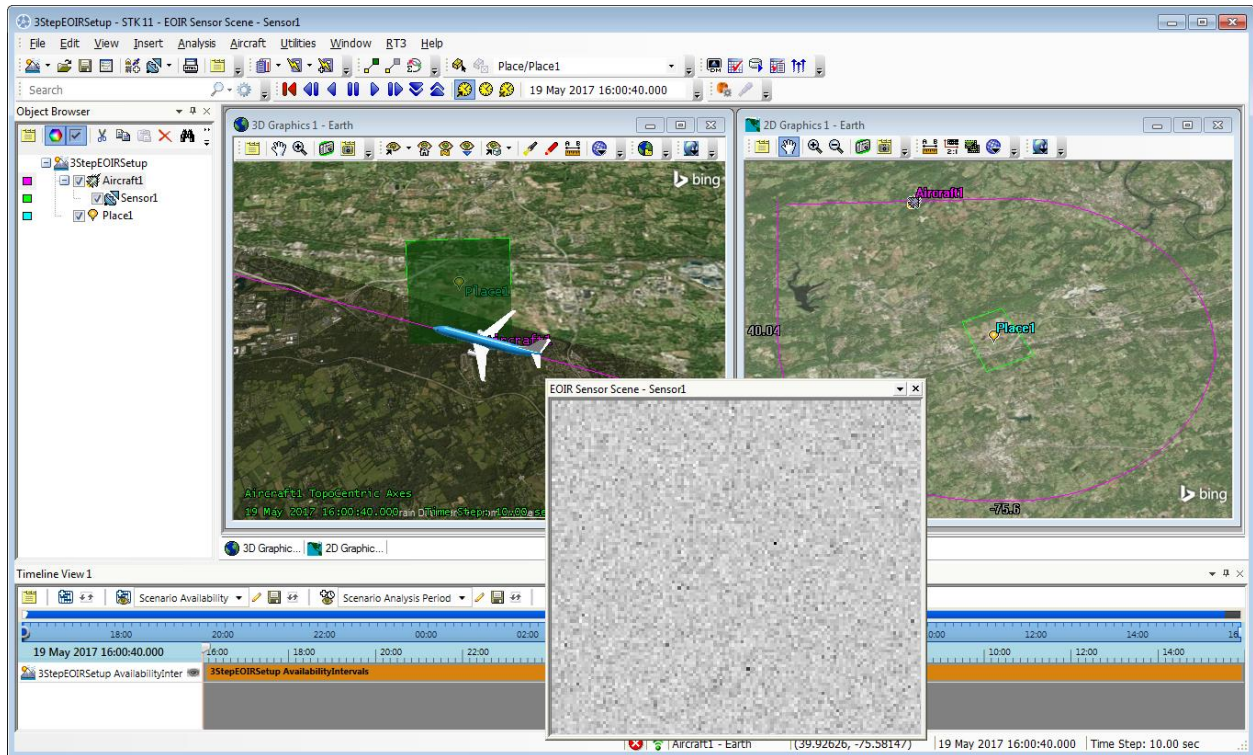 3StepEOIRSetup - STK 11 - EOIR Sensor Scene - Sensor1
File Edit View Insert Analysis Aircraft Utilities Window RT3 Help
Place/Place1
Search
19 May 2017 16:00:40.000
Object Browser
3StepEOIRSetup
Aircraft1
Sensor1
Place1
3D Graphics 1 - Earth
bing
Place1
Aircraft1
Aircraft1 TopoCentric Axes
19 May 2017 16:00:40.000
2D Graphics 1 - Earth
Aircraft1
40.04
Place1
-75.6
bing
EOIR Sensor Scene - Sensor1
3D Graphic... 2D Graphic...
Timeline View 1
Scenario Availability Scenario Analysis Period
18:00 20:00 22:00 00:00 02:00 12:00 14:00
19 May 2017 16:00:40.000 16:00 18:00 20:00 22:00 10:00 12:00 14:00
3StepEOIRSetup AvailabilityInter 3StepEOIRSetup AvailabilityIntervals
Aircraft1 - Earth (39.92626, -75.58147) 19 May 2017 16:00:40.000 Time Step: 10.00 sec